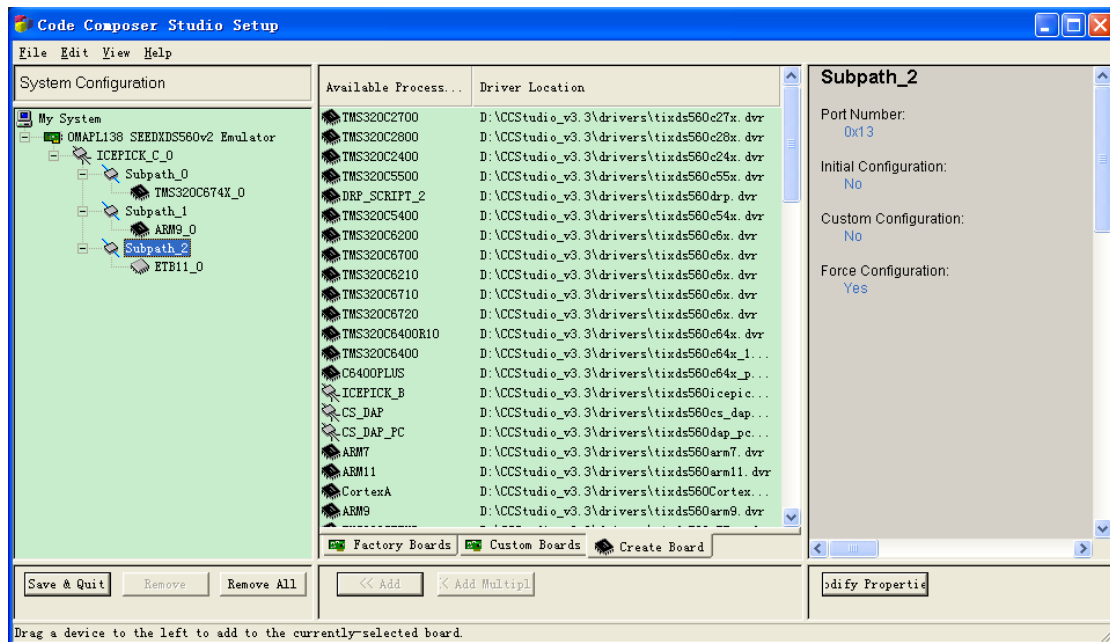 Code Composer Studio Setup
File Edit View Help
System Configuration
My System
OMAPL138 SEEDXDS560v2 Emulator
ICEPICK_C_0
Subpath_0
TMS320C674X_0
Subpath_1
ARM9_0
Subpath_2
ETB11_0
Available Process... Driver Location
TMS320C2700 D:\CCStudio_v3.3\drivers\tixds560c27x.dvr
TMS320C2800 D:\CCStudio_v3.3\drivers\tixds560c28x.dvr
TMS320C2400 D:\CCStudio_v3.3\drivers\tixds560c24x.dvr
TMS320C5500 D:\CCStudio_v3.3\drivers\tixds560c55x.dvr
DRP_SCRIPT_2 D:\CCStudio_v3.3\drivers\tixds560drp.dvr
TMS320C5400 D:\CCStudio_v3.3\drivers\tixds560c54x.dvr
TMS320C6200 D:\CCStudio_v3.3\drivers\tixds560c6x.dvr
TMS320C6700 D:\CCStudio_v3.3\drivers\tixds560c6x.dvr
TMS320C6210 D:\CCStudio_v3.3\drivers\tixds560c6x.dvr
TMS320C6710 D:\CCStudio_v3.3\drivers\tixds560c6x.dvr
TMS320C6720 D:\CCStudio_v3.3\drivers\tixds560c6x.dvr
TMS320C6400R10 D:\CCStudio_v3.3\drivers\tixds560c64x.dvr
TMS320C6400 D:\CCStudio_v3.3\drivers\tixds560c64x_1...
C6400PLUS D:\CCStudio_v3.3\drivers\tixds560c64x_p...
ICEPICK_B D:\CCStudio_v3.3\drivers\tixds560icepic...
CS_DAP D:\CCStudio_v3.3\drivers\tixds560cs_dap...
CS_DAP_PC D:\CCStudio_v3.3\drivers\tixds560dap_pc...
ARM7 D:\CCStudio_v3.3\drivers\tixds560arm7.dvr
ARM11 D:\CCStudio_v3.3\drivers\tixds560arm11.dvr
CortexA D:\CCStudio_v3.3\drivers\tixds560Cortex...
ARM9 D:\CCStudio_v3.3\drivers\tixds560arm9.dvr
Factory Boards Custom Boards Create Board
Subpath_2
Port Number:
0x13
Initial Configuration:
No
Custom Configuration:
No
Force Configuration:
Yes
Save & Quit Remove Remove All << Add < Add Multipl odify Propertie
Drag a device to the left to add to the currently-selected board.